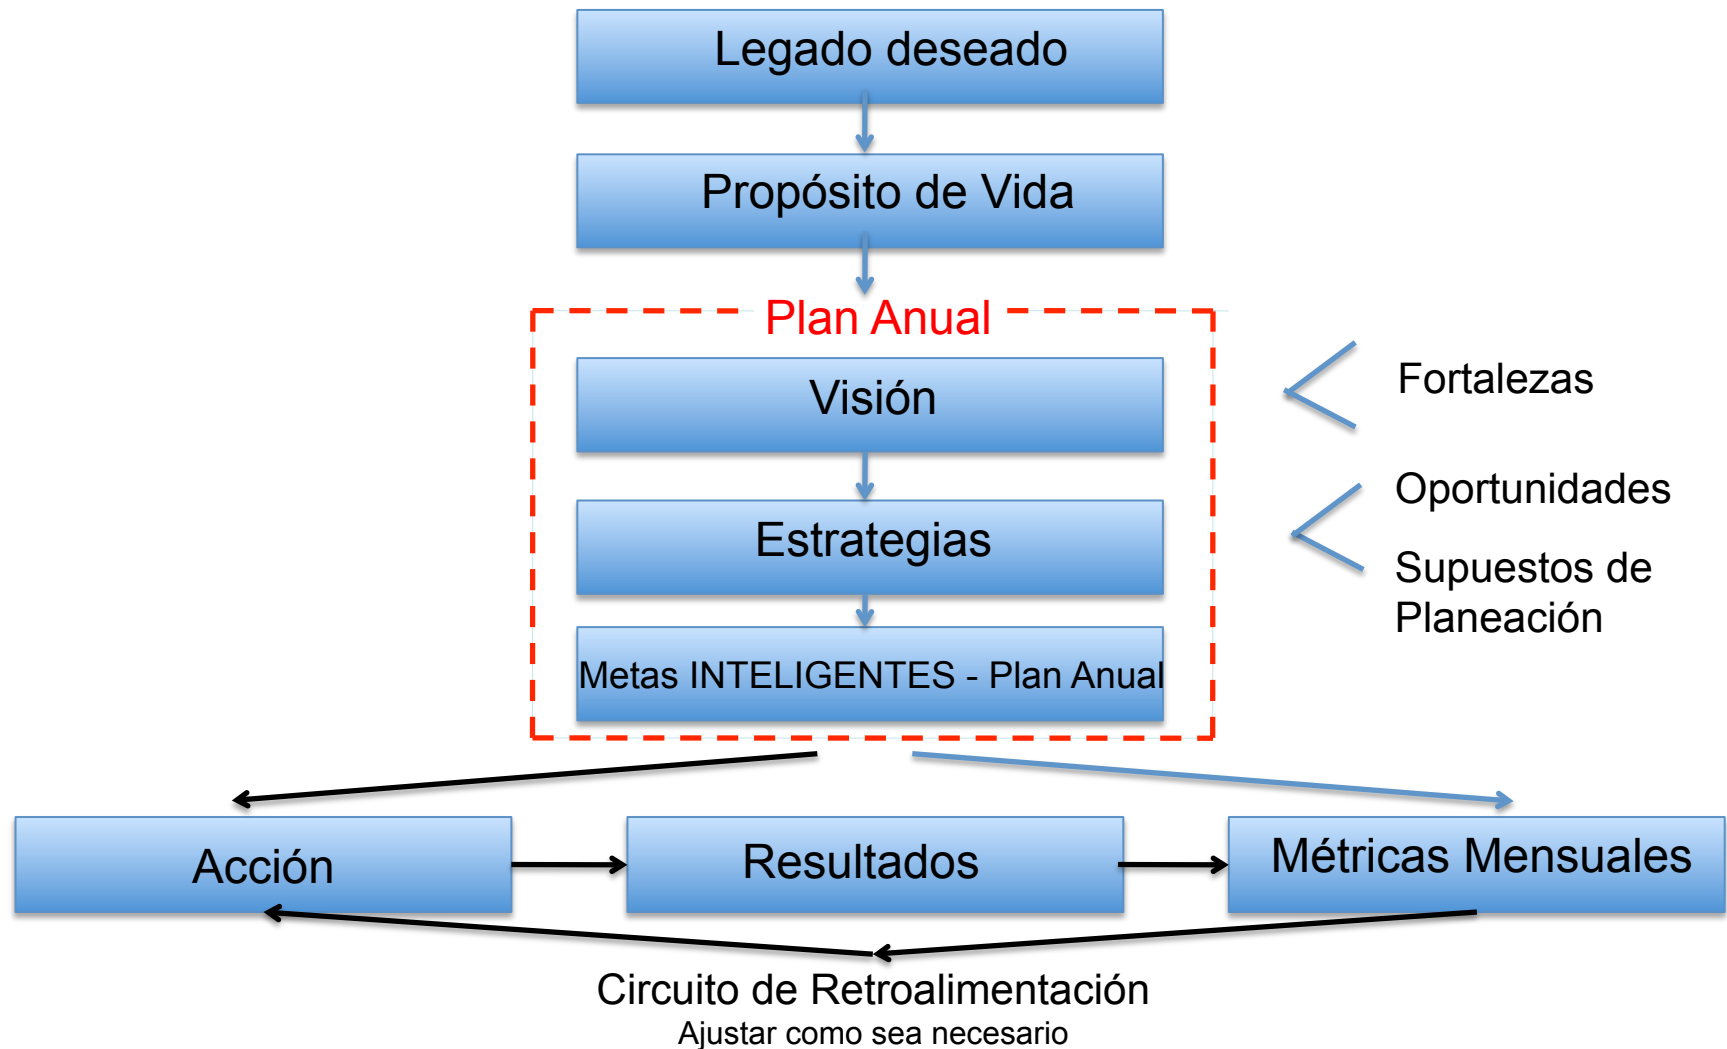 Legado deseado
Propósito de Vida
Plan Anual
Visión
Fortalezas
Estrategias
Oportunidades
Supuestos de
Planeación
Metas INTELIGENTES - Plan Anual
Acción
Resultados
Métricas Mensuales
Circuito de Retroalimentación
Ajustar como sea necesario